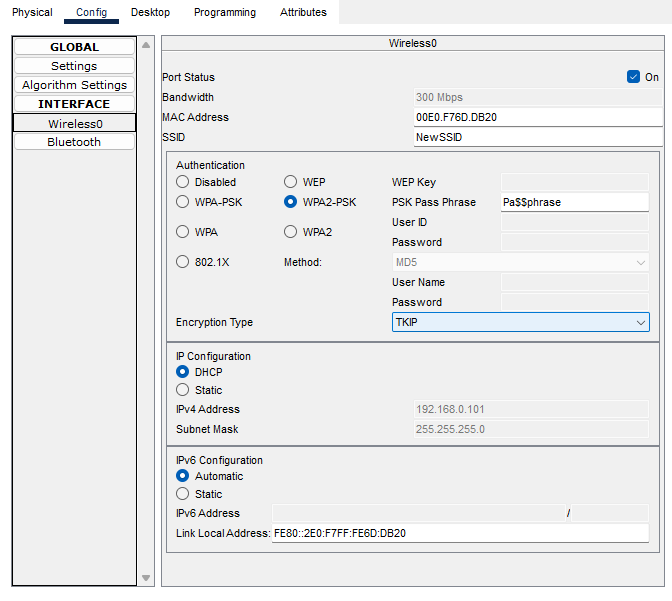 Physical Config Desktop Programming Attributes
GLOBAL
Settings
Algorithm Settings
INTERFACE
Wireless0
Bluetooth
Wireless0
Port Status On
Bandwidth 300 Mbps
MAC Address 00E0.F76D.DB20
SSID NewSSID
Authentication
Disabled WEP WEP Key
WPA-PSK WPA2-PSK PSK Pass Phrase Pa$$phrase
User ID
WPA WPA2
Password
802.1X Method: MD5
User Name
Password
Encryption Type TKIP
IP Configuration
DHCP
Static
IPv4 Address 192.168.0.101
Subnet Mask 255.255.255.0
IPv6 Configuration
Automatic
Static
IPv6 Address /
Link Local Address: FE80::2E0:F7FF:FE6D:DB20